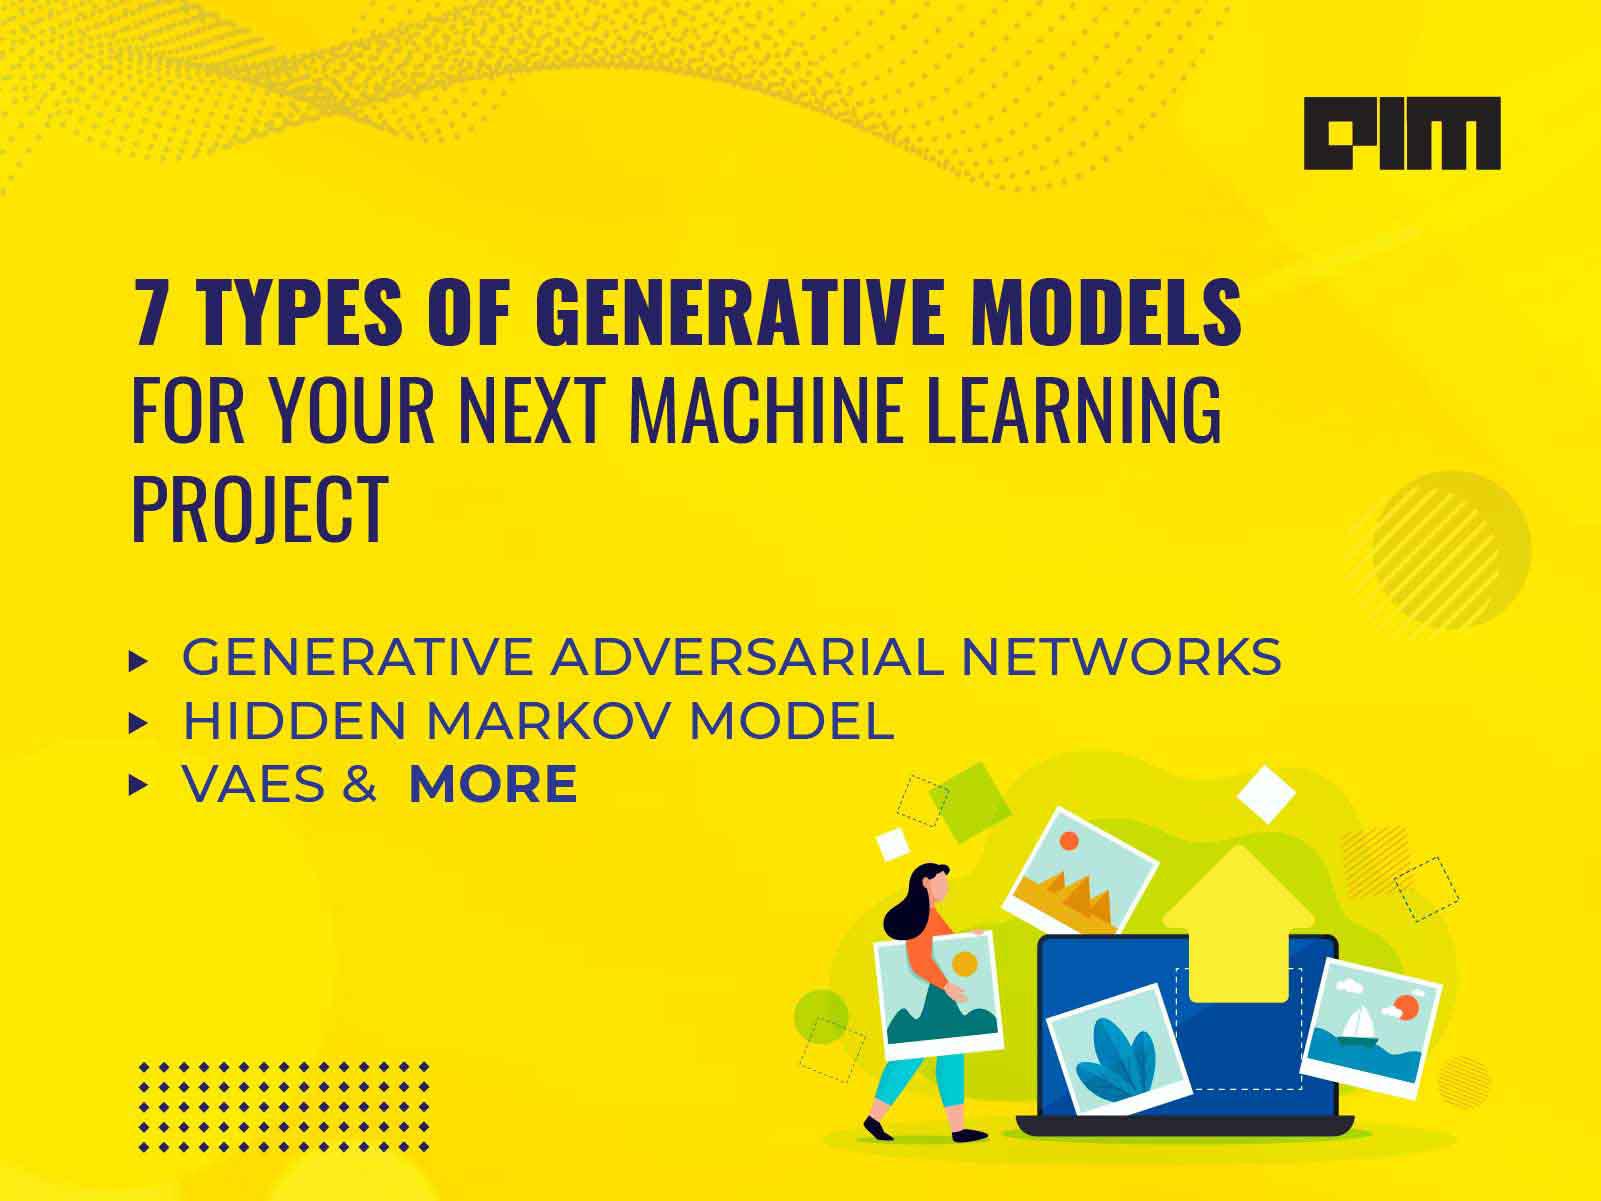 AIM
7 TYPES OF GENERATIVE MODELS
FOR YOUR NEXT MACHINE LEARNING
PROJECT
GENERATIVE ADVERSARIAL NETWORKS
HIDDEN MARKOV MODEL
VAES & MORE